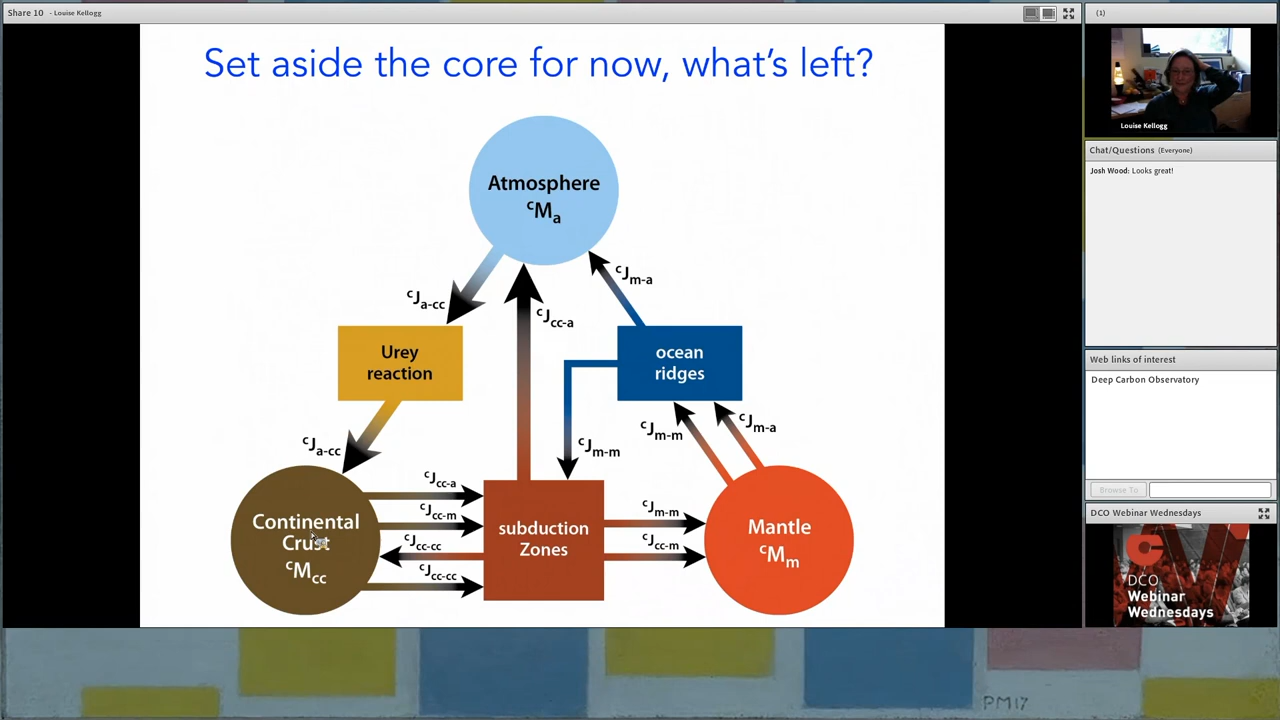 Share 10 - Louise Kellogg
Set aside the core for now, what's left?
Atmosphere
ᶜMₐ
ᶜJa-cc
ᶜJcc-a
ᶜJm-a
Urey
reaction
ocean
ridges
ᶜJa-cc
ᶜJm-m
ᶜJm-m
ᶜJm-a
Continental
Crust
ᶜMcc
ᶜJcc-a
ᶜJcc-m
ᶜJcc-cc
ᶜJcc-cc
subduction
Zones
ᶜJm-m
ᶜJcc-m
Mantle
ᶜMm
(1)
Louise Kellogg
Chat/Questions (Everyone)
Josh Wood: Looks great!
Web links of interest
Deep Carbon Observatory
Browse To
DCO Webinar Wednesdays
DCO
Webinar
Wednesdays
PM17